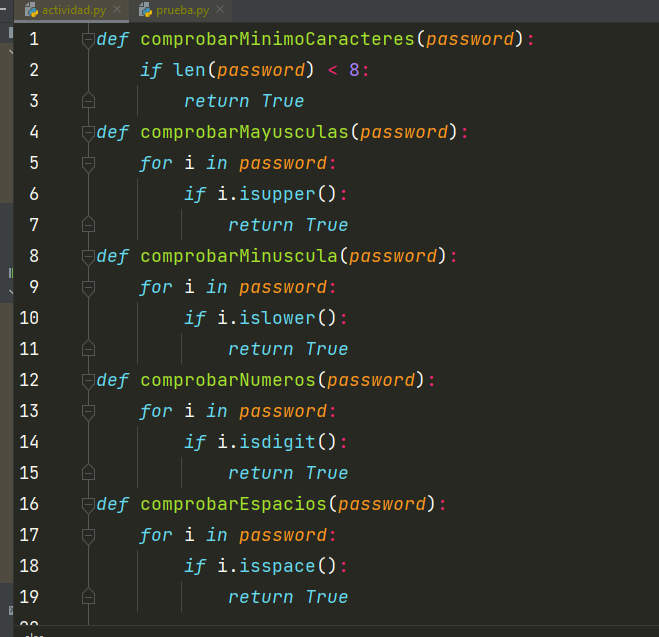 actividad.py prueba.py
1 def comprobarMinimoCaracteres(password):
2 if len(password) < 8:
3 return True
4 def comprobarMayusculas(password):
5 for i in password:
6 if i.isupper():
7 return True
8 def comprobarMinuscula(password):
9 for i in password:
10 if i.islower():
11 return True
12 def comprobarNumeros(password):
13 for i in password:
14 if i.isdigit():
15 return True
16 def comprobarEspacios(password):
17 for i in password:
18 if i.isspace():
19 return True